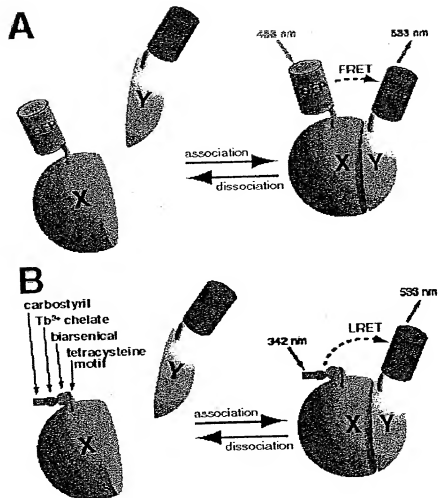 A
nm
533 nm
FRET
Y
X
X
Y
association
dissociation
B
carbostyril
Tb³⁺ chelate
biarsenical
tetracysteine
motif
533 nm
342 nm
LRET
Y
X
X
Y
association
dissociation